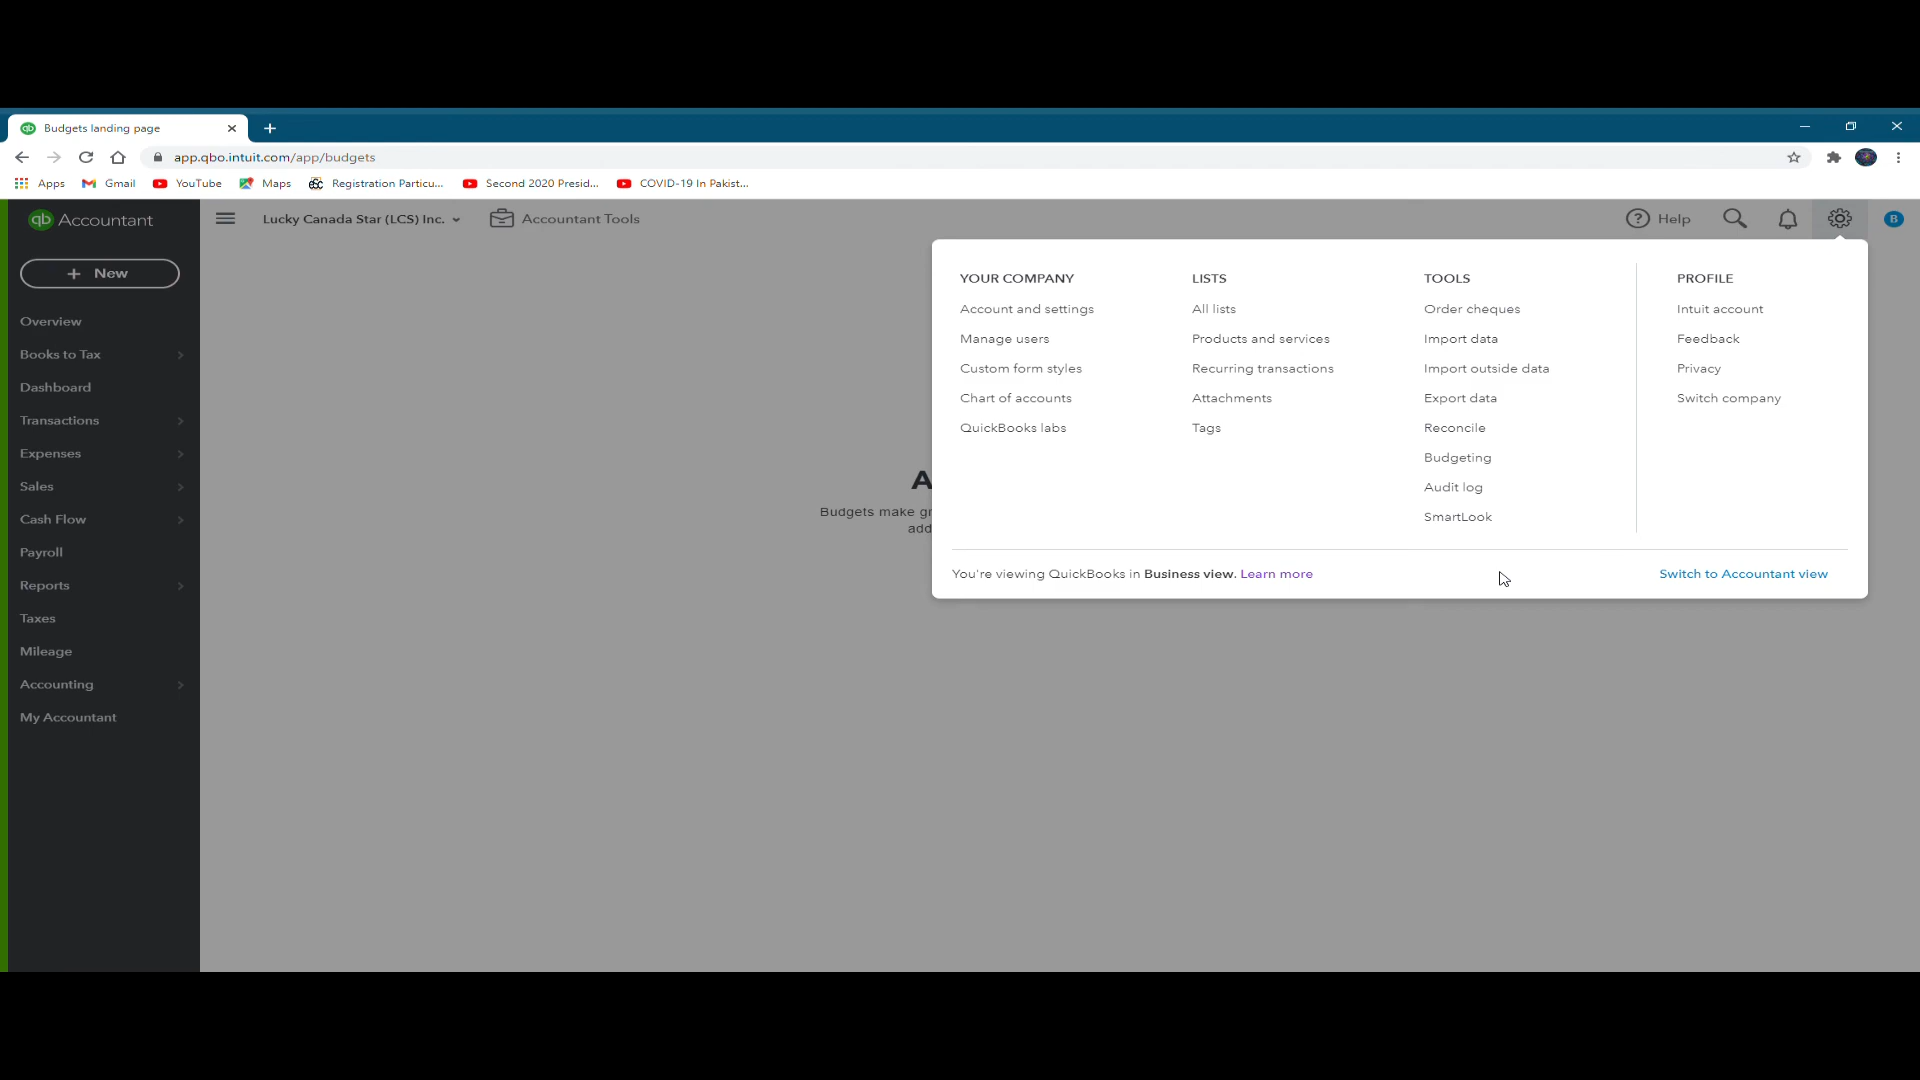 Budgets landing page
app.qbo.intuit.com/app/budgets
Apps Gmail YouTube Maps Registration Particu... Second 2020 Presid... COVID-19 In Pakist...
qb Accountant
Lucky Canada Star (LCS) Inc.
Accountant Tools
Help
B
+ New
Overview
Books to Tax
Dashboard
Transactions
Expenses
Sales
Cash Flow
Payroll
Reports
Taxes
Mileage
Accounting
My Accountant
A
Budgets make gr
add
YOUR COMPANY
Account and settings
Manage users
Custom form styles
Chart of accounts
QuickBooks labs
LISTS
All lists
Products and services
Recurring transactions
Attachments
Tags
TOOLS
Order cheques
Import data
Import outside data
Export data
Reconcile
Budgeting
Audit log
SmartLook
PROFILE
Intuit account
Feedback
Privacy
Switch company
You're viewing QuickBooks in Business view. Learn more
Switch to Accountant view